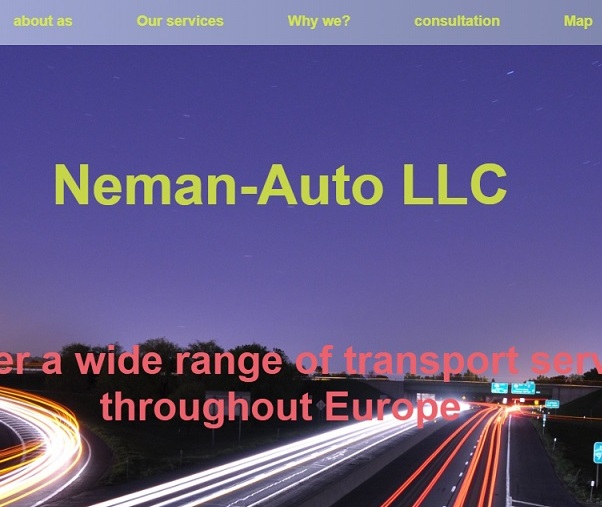 about as Our services Why we? consultation Map
Neman-Auto LLC
er a wide range of transport serv
throughout Europe